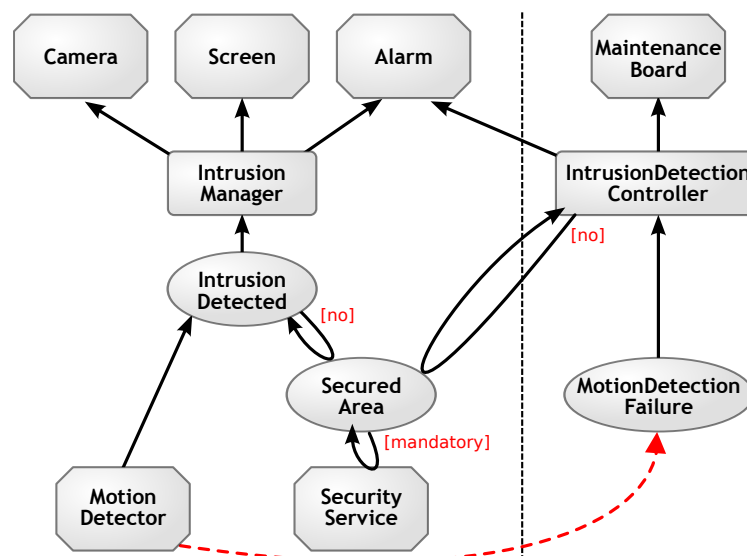 Camera
Screen
Alarm
Maintenance
Board
Intrusion
Manager
IntrusionDetection
Controller
[no]
Intrusion
Detected
[no]
Secured
Area
MotionDetection
Failure
[mandatory]
Motion
Detector
Security
Service